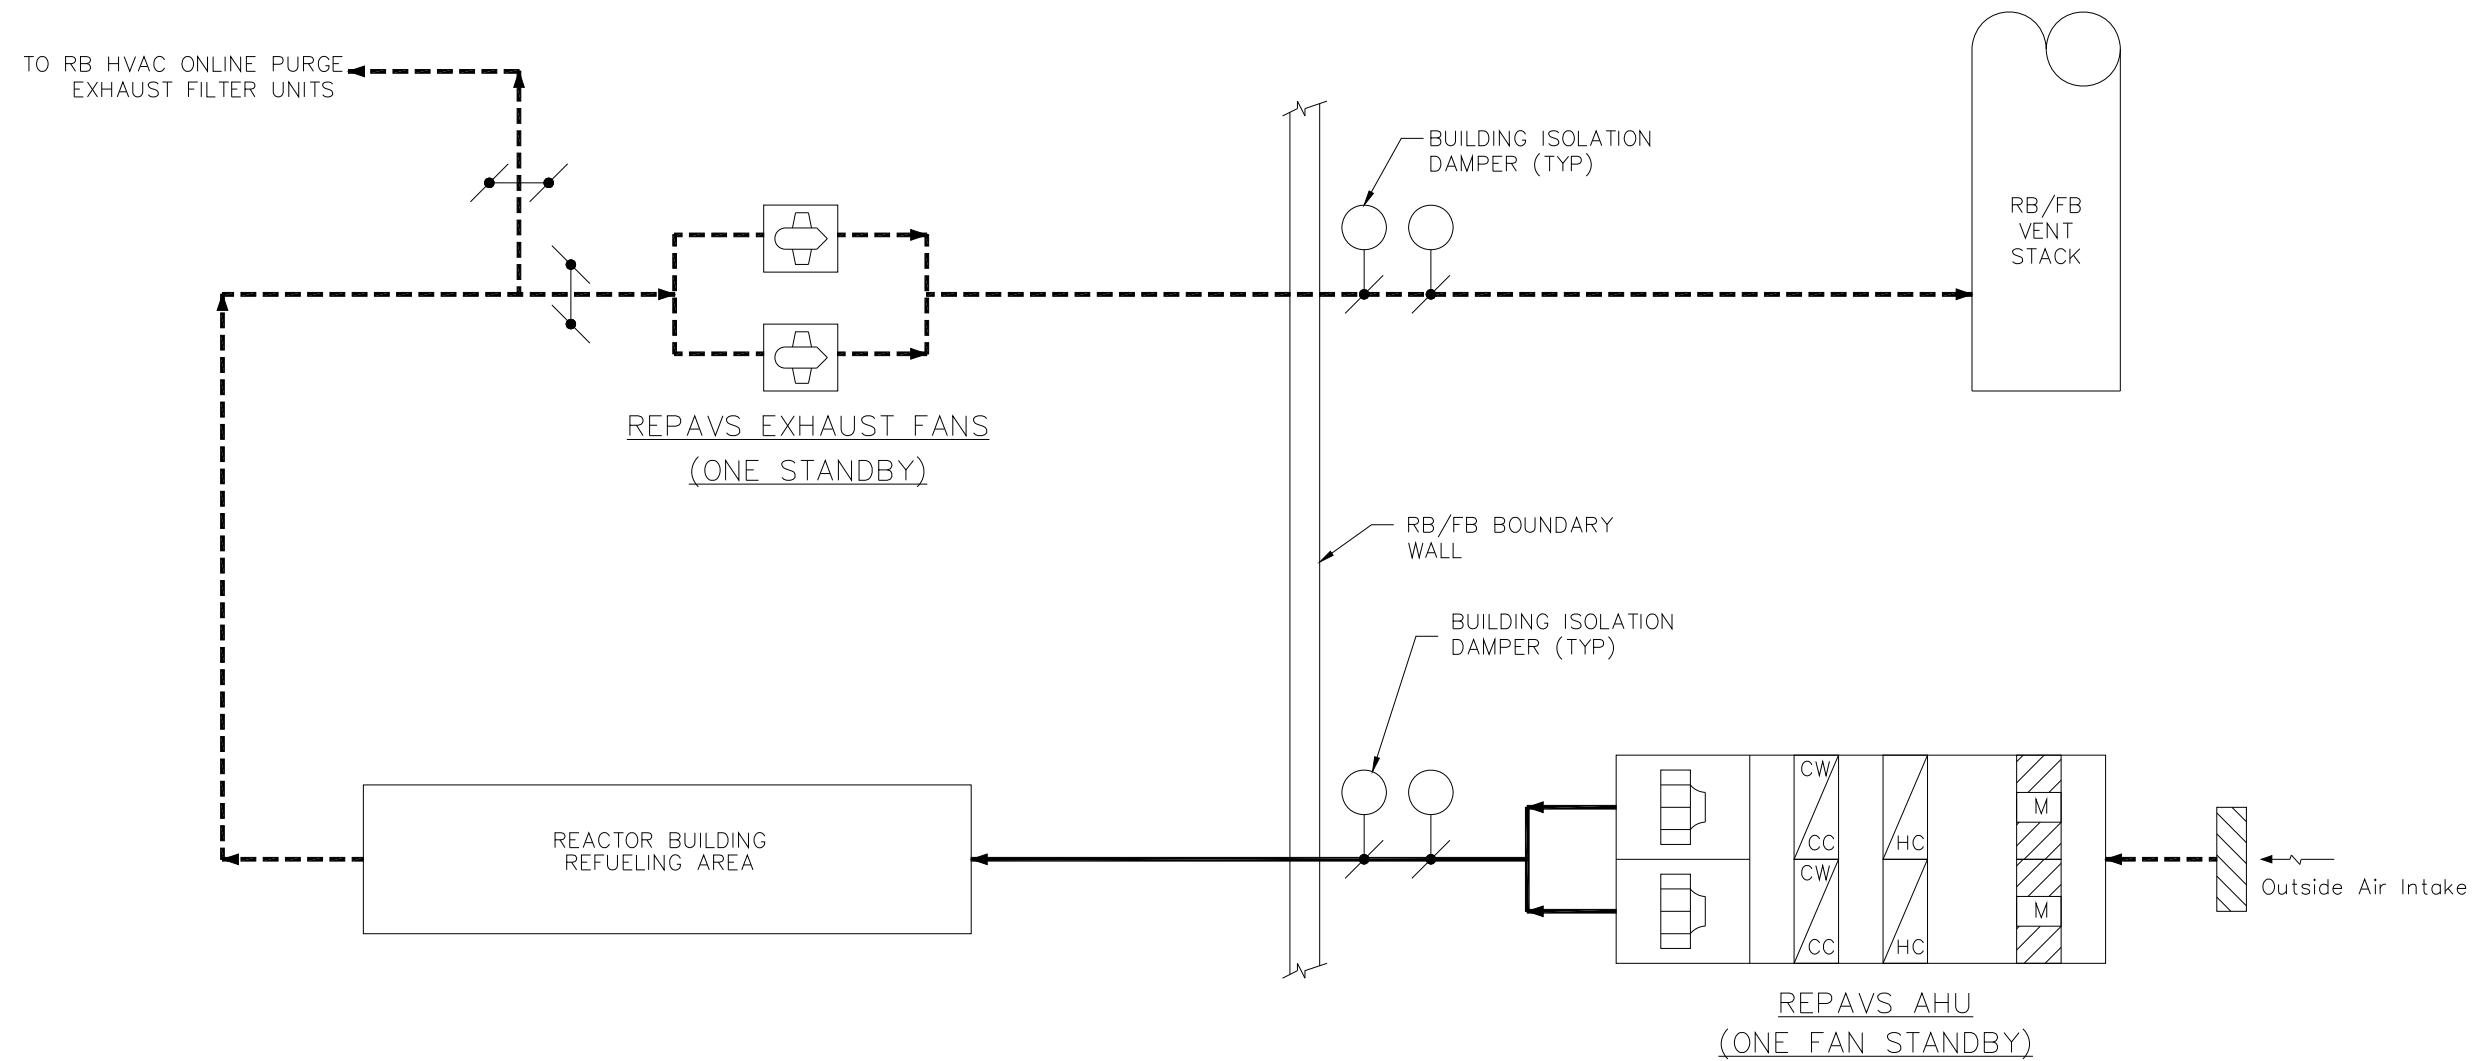 TO RB HVAC ONLINE PURGE
EXHAUST FILTER UNITS
BUILDING ISOLATION
DAMPER (TYP)
RB/FB
VENT
STACK
REPAVS EXHAUST FANS
(ONE STANDBY)
RB/FB BOUNDARY
WALL
BUILDING ISOLATION
DAMPER (TYP)
REACTOR BUILDING
REFUELING AREA
CW
CC
HC
M
CW
CC
HC
M
Outside Air Intake
REPAVS AHU
(ONE FAN STANDBY)